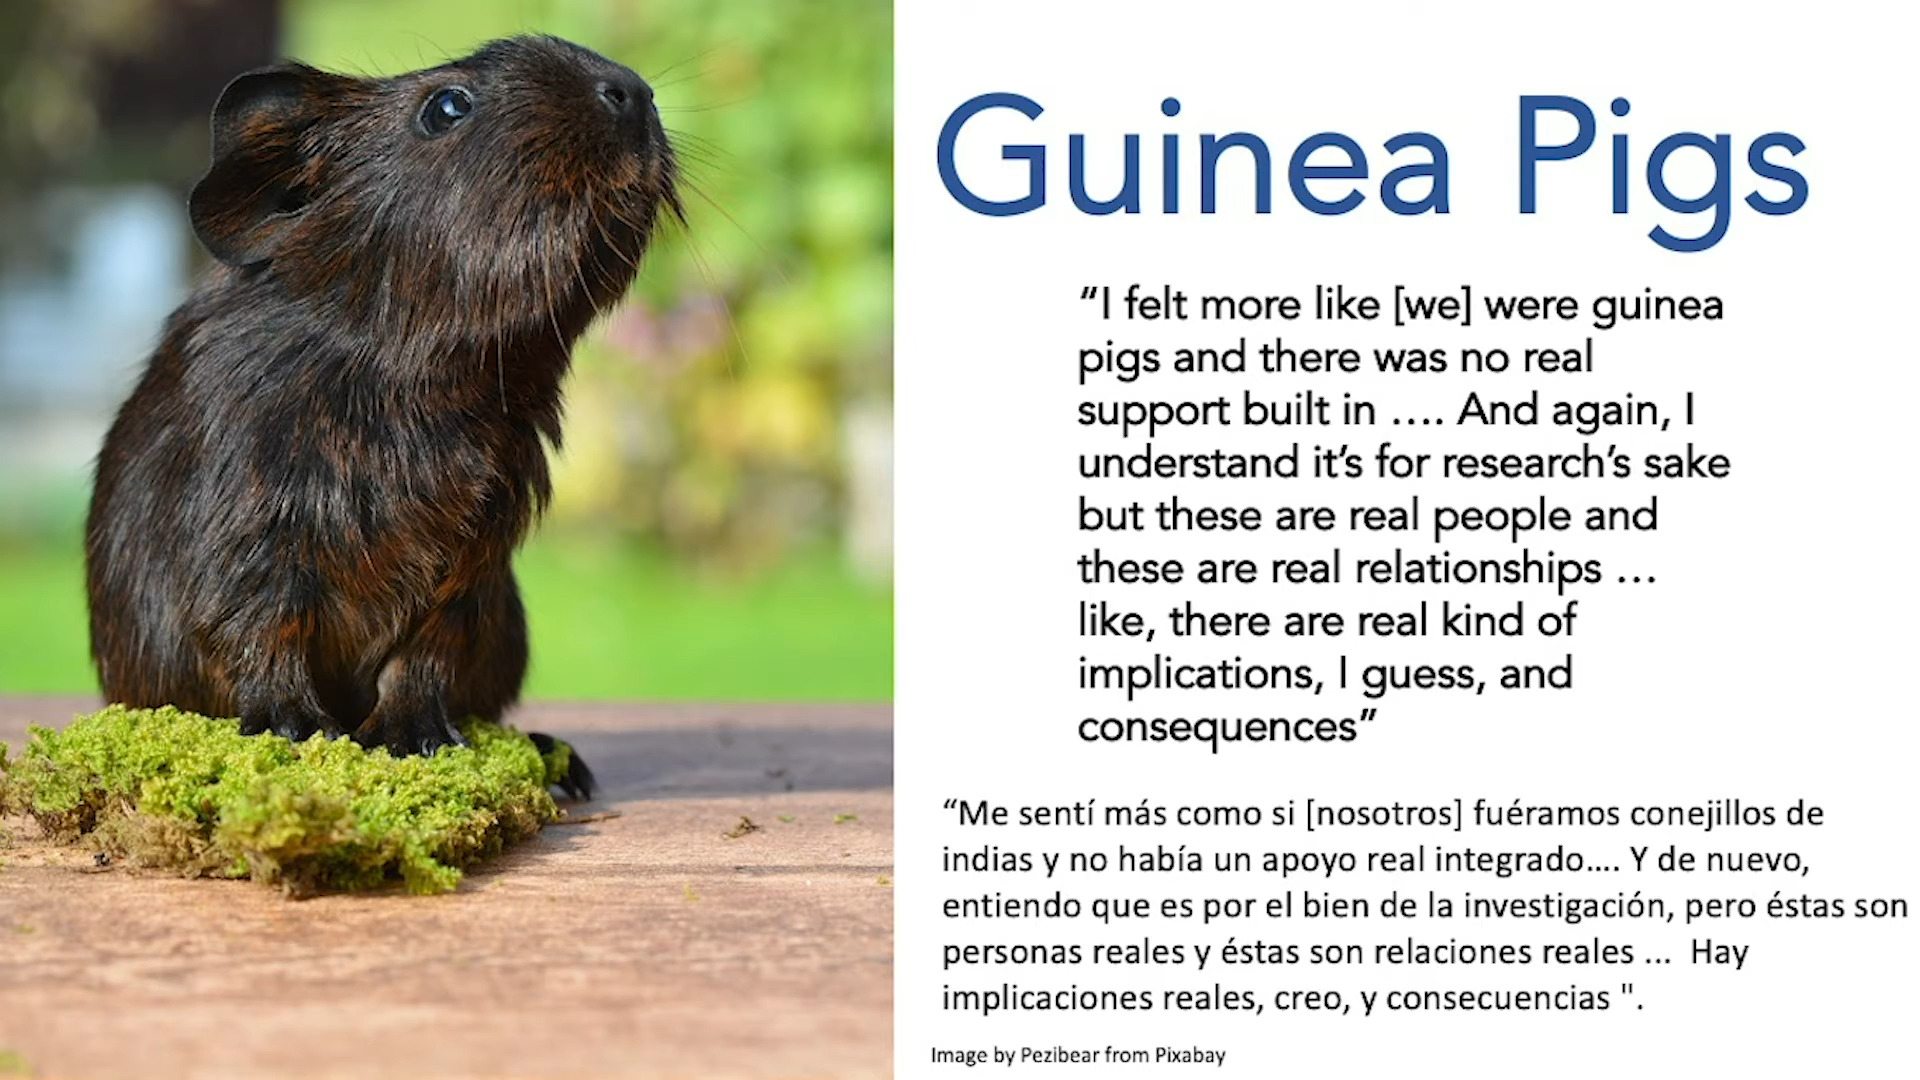 Guinea Pigs
“I felt more like [we] were guinea
pigs and there was no real
support built in …. And again, I
understand it’s for research’s sake
but these are real people and
these are real relationships …
like, there are real kind of
implications, I guess, and
consequences”
“Me sentí más como si [nosotros] fuéramos conejillos de
indias y no había un apoyo real integrado…. Y de nuevo,
entiendo que es por el bien de la investigación, pero éstas son
personas reales y éstas son relaciones reales ...  Hay
implicaciones reales, creo, y consecuencias ".
Image by Pezibear from Pixabay